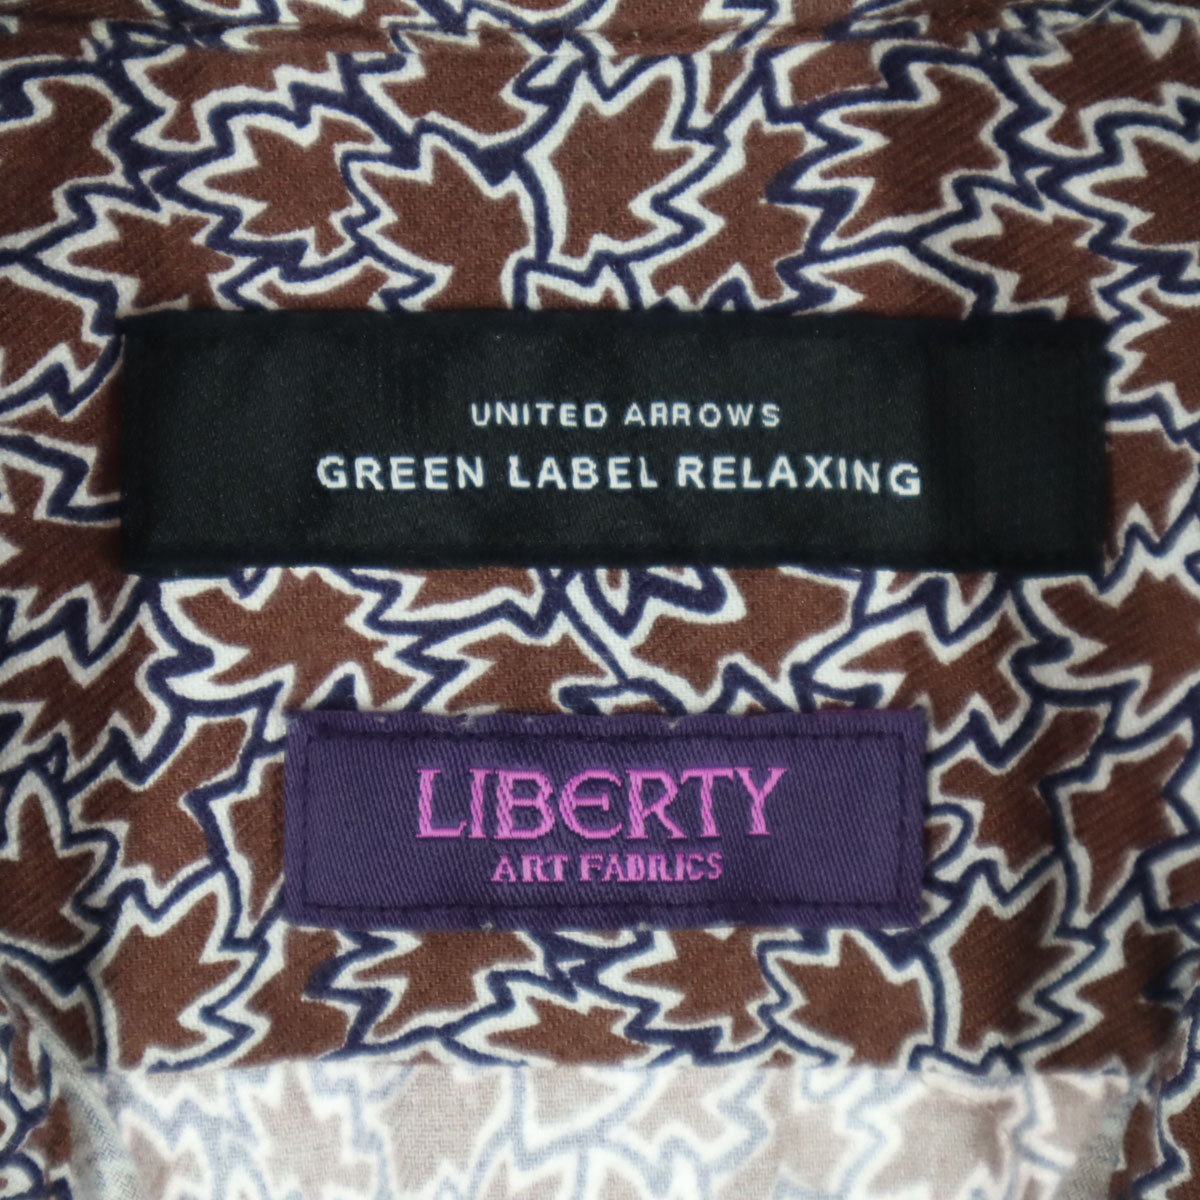 UNITED ARROWS
GREEN LABEL RELAXING
LIBERTY
ART FABRICS